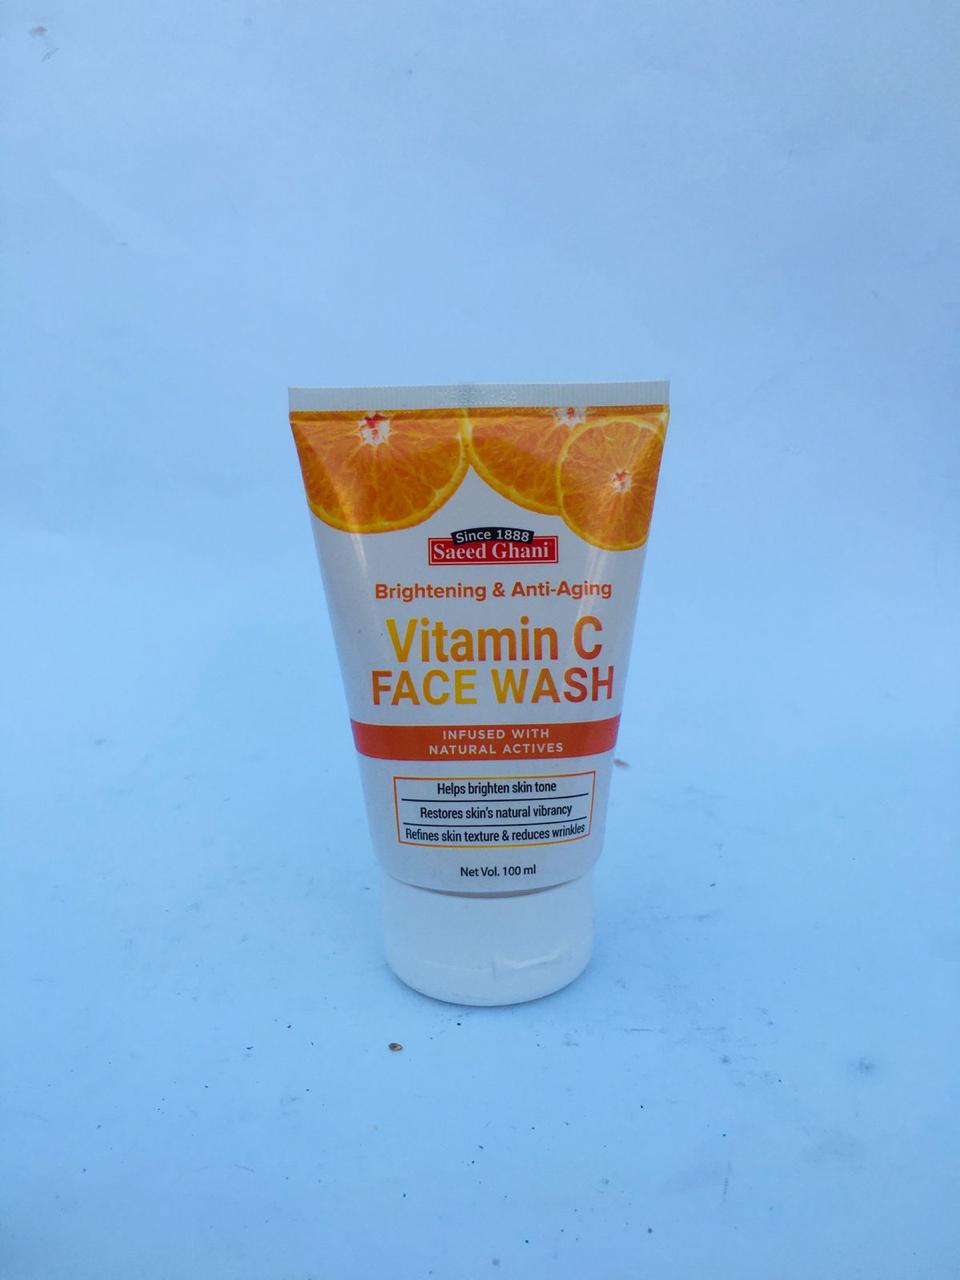 Since 1888
Saeed Ghani
Brightening & Anti-Aging
Vitamin C
FACE WASH
INFUSED WITH
NATURAL ACTIVES
Helps brighten skin tone
Restores skin's natural vibrancy
Refines skin texture & reduces wrinkles
Net Vol. 100 ml